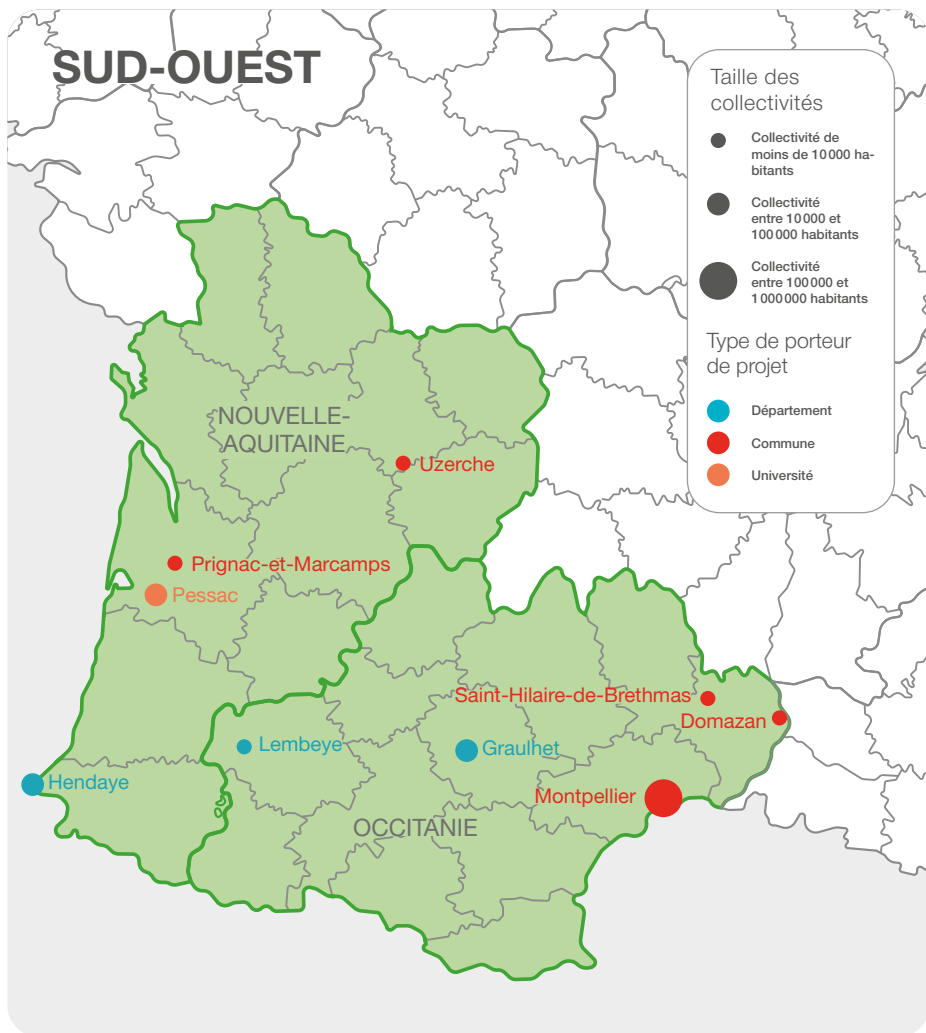 SUD-OUEST
Taille des
collectivités
Collectivité de
moins de 10 000 ha-
bitants
Collectivité
entre 10 000 et
100 000 habitants
Collectivité
entre 100 000 et
1 000 000 habitants
Type de porteur
de projet
Département
Commune
Université
NOUVELLE-
AQUITAINE
Uzerche
Prignac-et-Marcamps
Pessac
Saint-Hilaire-de-Brethmas
Domazan
Lembeye
Graulhet
Hendaye
Montpellier
OCCITANIE